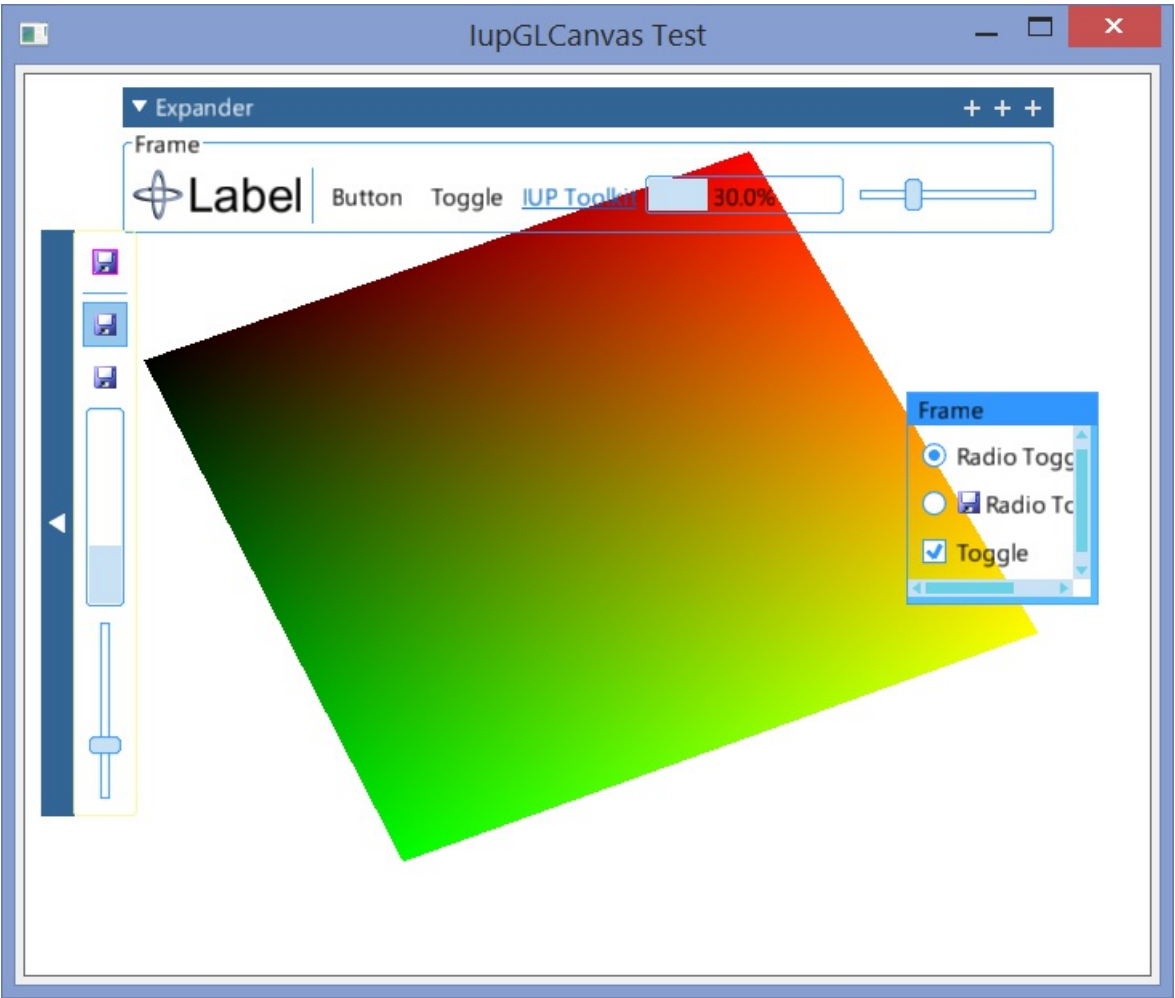 IupGLCanvas Test
Expander + + +
Frame
Label Button Toggle IUP Toolkit 30.0%
Frame
Radio Togg
Radio To
Toggle